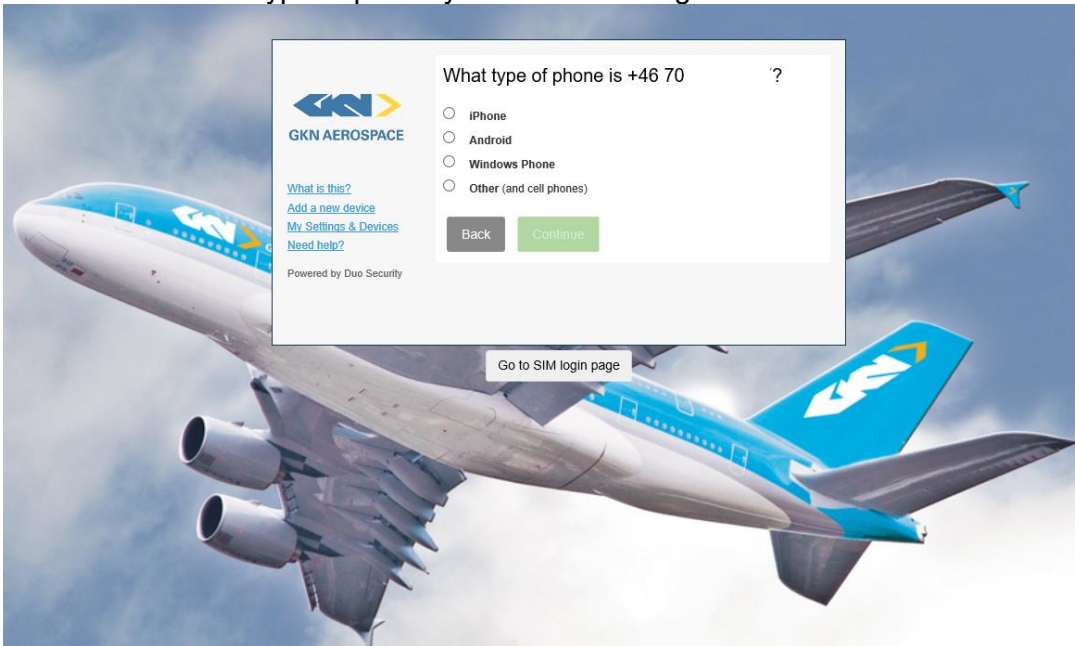 GKN AEROSPACE
What is this?
Add a new device
My Settings & Devices
Need help?
Powered by Duo Security
What type of phone is +46 70 ?
iPhone
Android
Windows Phone
Other (and cell phones)
Back Continue
Go to SIM login page
GKN
GKN